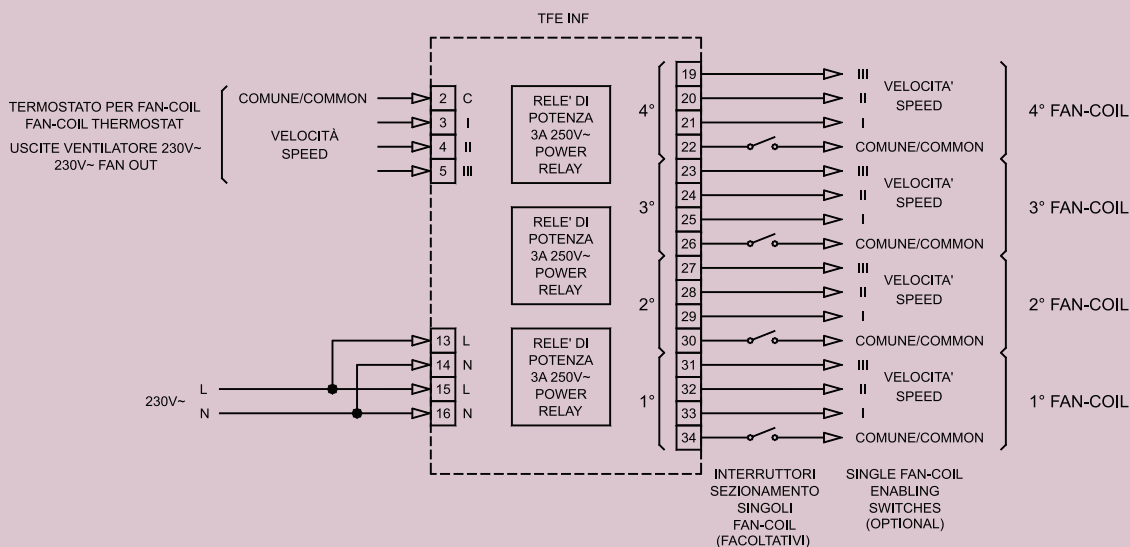 TFE INF
TERMOSTATO PER FAN-COIL
FAN-COIL THERMOSTAT
USCITE VENTILATORE 230V~
230V~ FAN OUT
COMUNE/COMMON
VELOCITÀ
SPEED
2 C
3 I
4 II
5 III
RELE' DI
POTENZA
3A 250V~
POWER
RELAY
RELE' DI
POTENZA
3A 250V~
POWER
RELAY
RELE' DI
POTENZA
3A 250V~
POWER
RELAY
230V~
L
N
13 L
14 N
15 L
16 N
4°
19 III
20 II
21 I
22 COMUNE/COMMON
VELOCITA'
SPEED
4° FAN-COIL
3°
23 III
24 II
25 I
26 COMUNE/COMMON
VELOCITA'
SPEED
3° FAN-COIL
2°
27 III
28 II
29 I
30 COMUNE/COMMON
VELOCITA'
SPEED
2° FAN-COIL
1°
31 III
32 II
33 I
34 COMUNE/COMMON
VELOCITA'
SPEED
1° FAN-COIL
INTERRUTTORI
SEZIONAMENTO
SINGOLI
FAN-COIL
(FACOLTATIVI)
SINGLE FAN-COIL
ENABLING
SWITCHES
(OPTIONAL)